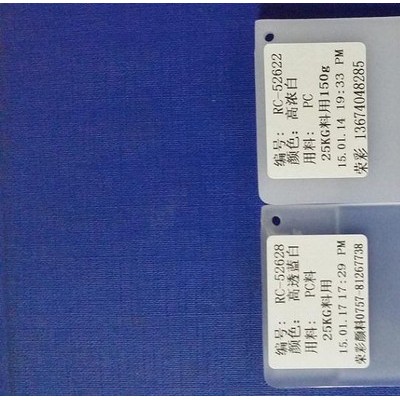 编号: RC-52622
颜色: 高浓白
用料: PC
25KG料用150g
15.01.14 19:33 PM
荣彩 13674048285
编号: RC-52628
颜色: 高透蓝白
用料: PC料
25KG料用
15.01.17 17:29 PM
荣彩颜料0757-81267738